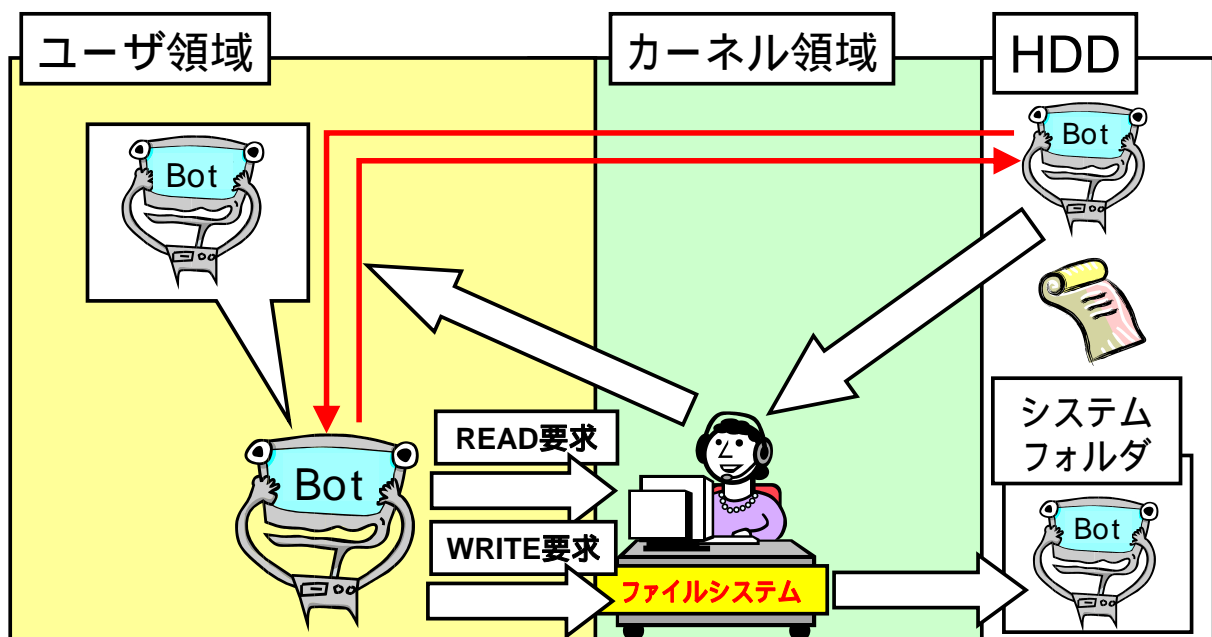 ユーザ領域
カーネル領域
HDD
Bot
Bot
Bot
READ要求
WRITE要求
ファイルシステム
システム
フォルダ
Bot